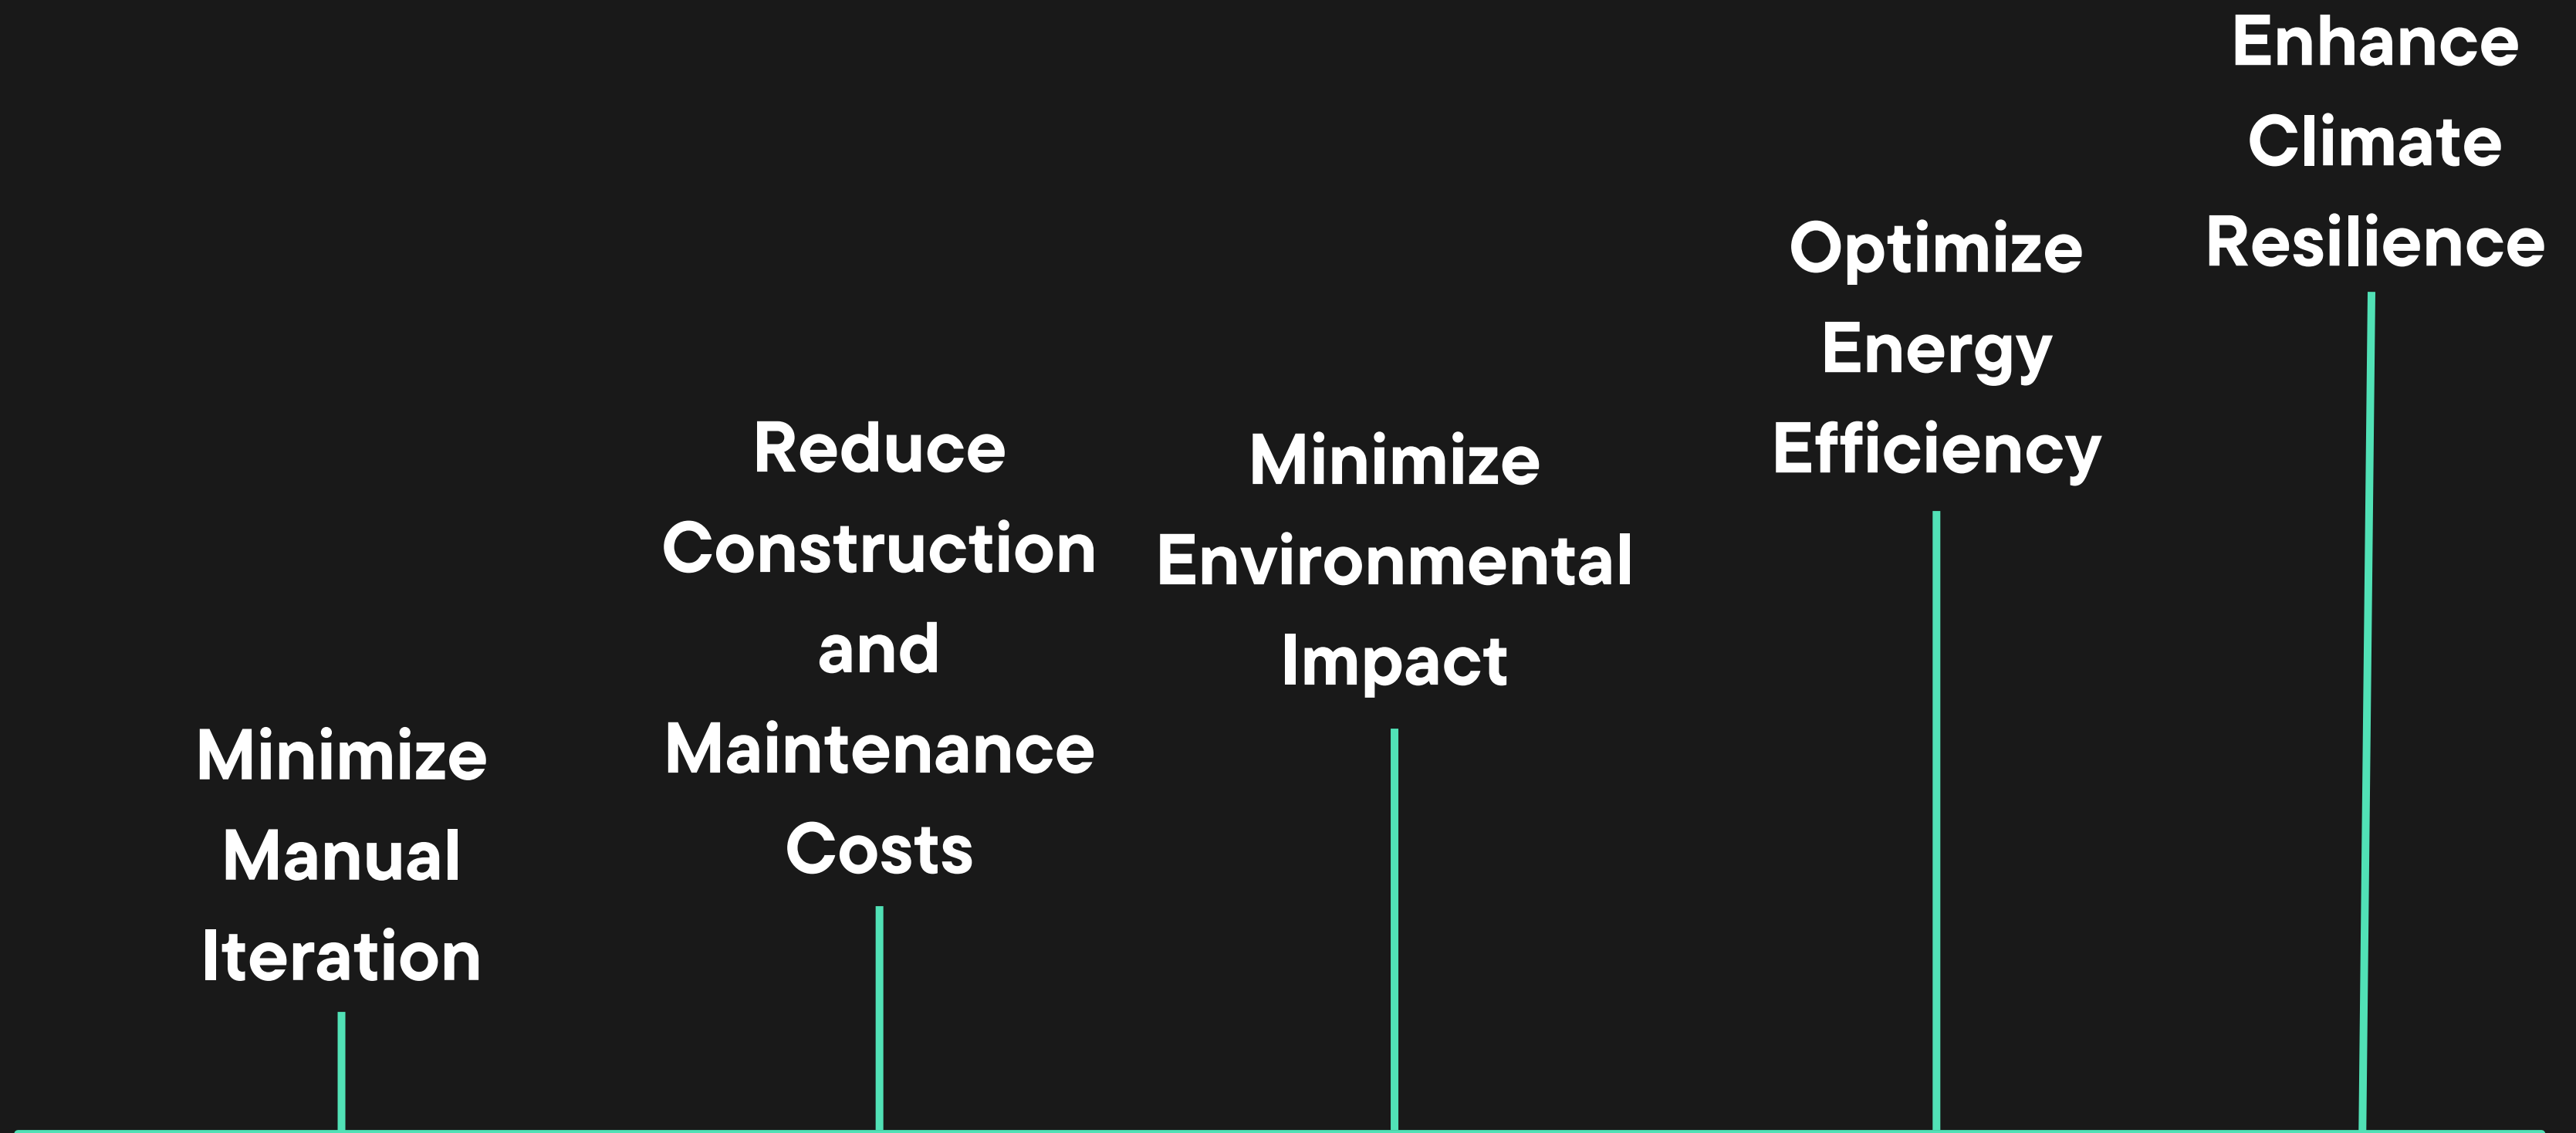 Minimize
Manual
Iteration
Reduce
Construction
and
Maintenance
Costs
Minimize
Environmental
Impact
Optimize
Energy
Efficiency
Enhance
Climate
Resilience